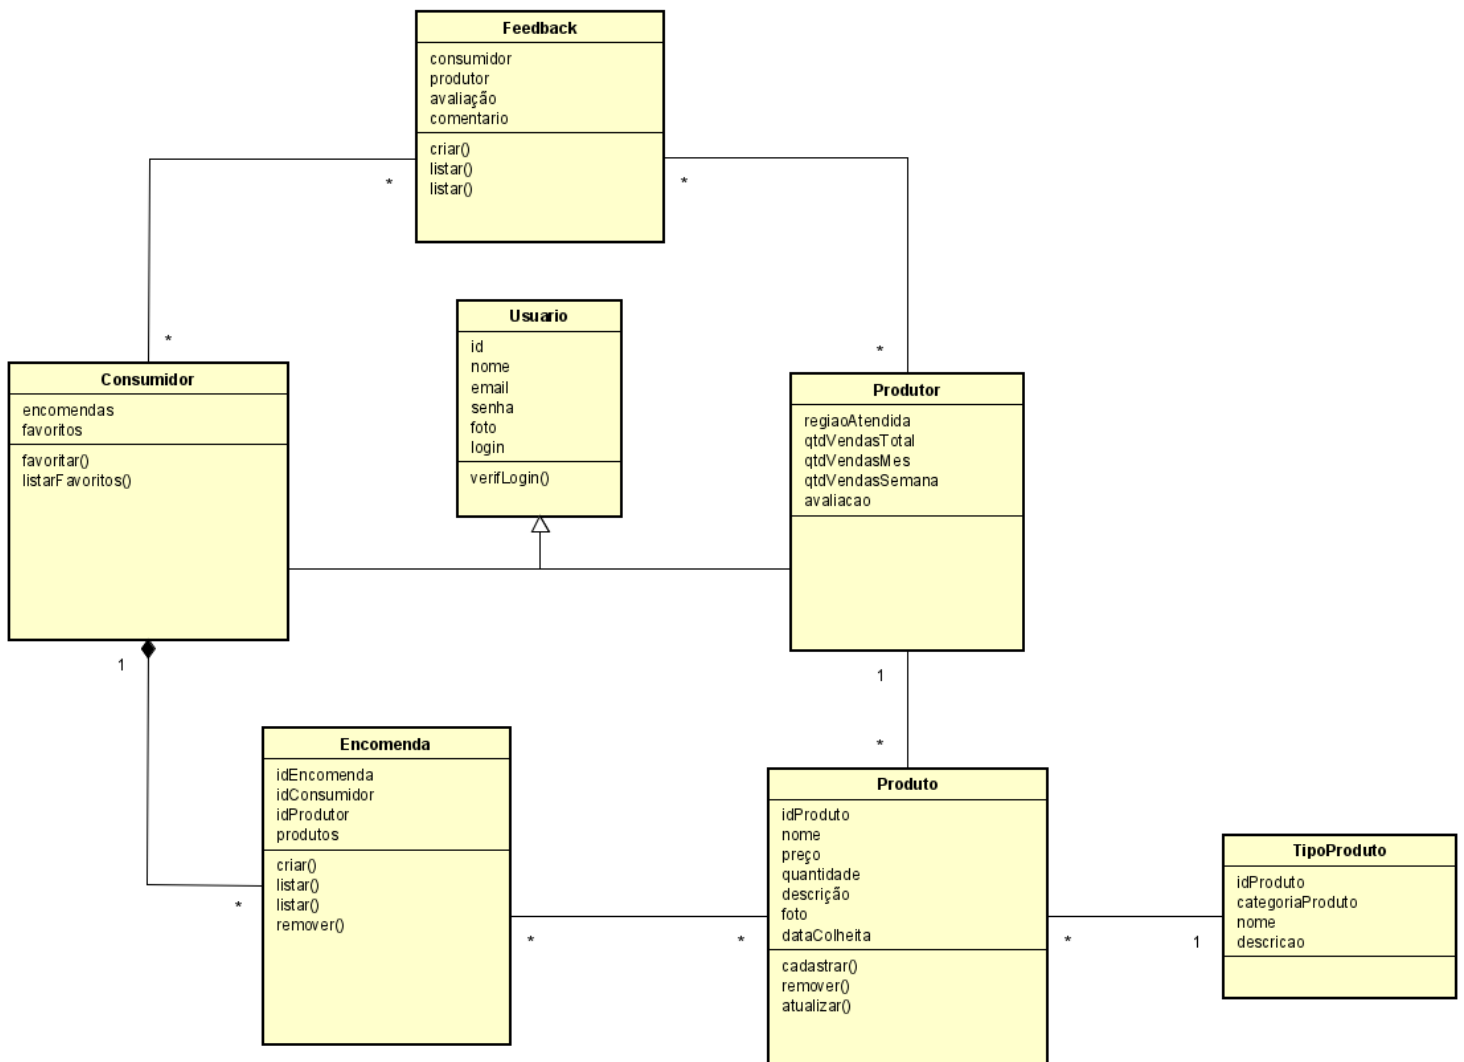 Feedback
consumidor
produtor
avaliação
comentario
criar()
listar()
listar()
*
*
*
*
Usuario
id
nome
email
senha
foto
login
verifLogin()
Consumidor
encomendas
favoritos
favoritar()
listarFavoritos()
Produtor
regiaoAtendida
qtdVendasTotal
qtdVendasMes
qtdVendasSemana
avaliacao
1
1
*
Encomenda
idEncomenda
idConsumidor
idProdutor
produtos
criar()
listar()
listar()
remover()
*
*
*
Produto
idProduto
nome
preço
quantidade
descrição
foto
dataColheita
cadastrar()
remover()
atualizar()
*
1
TipoProduto
idProduto
categoriaProduto
nome
descricao